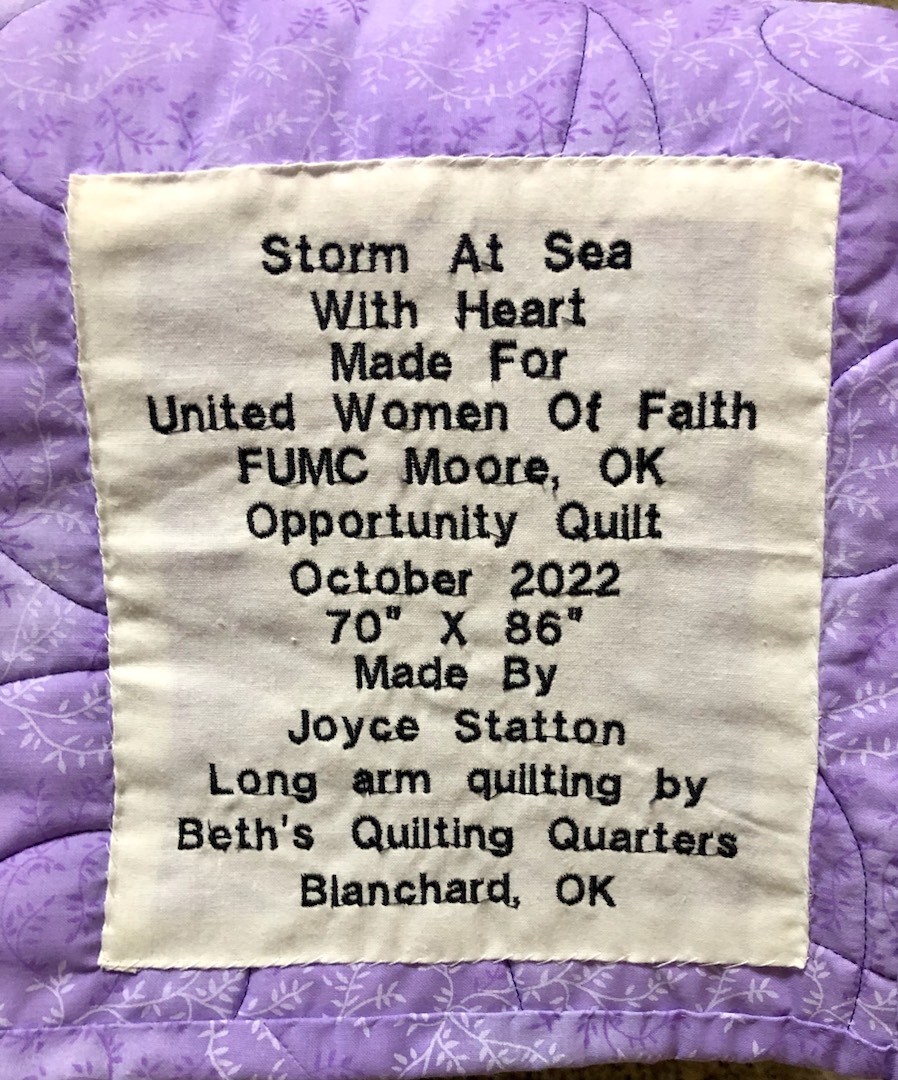 Storm At Sea
With Heart
Made For
United Women Of Faith
FUMC Moore, OK
Opportunity Quilt
October 2022
70" X 86"
Made By
Joyce Statton
Long arm quilting by
Beth's Quilting Quarters
Blanchard, OK